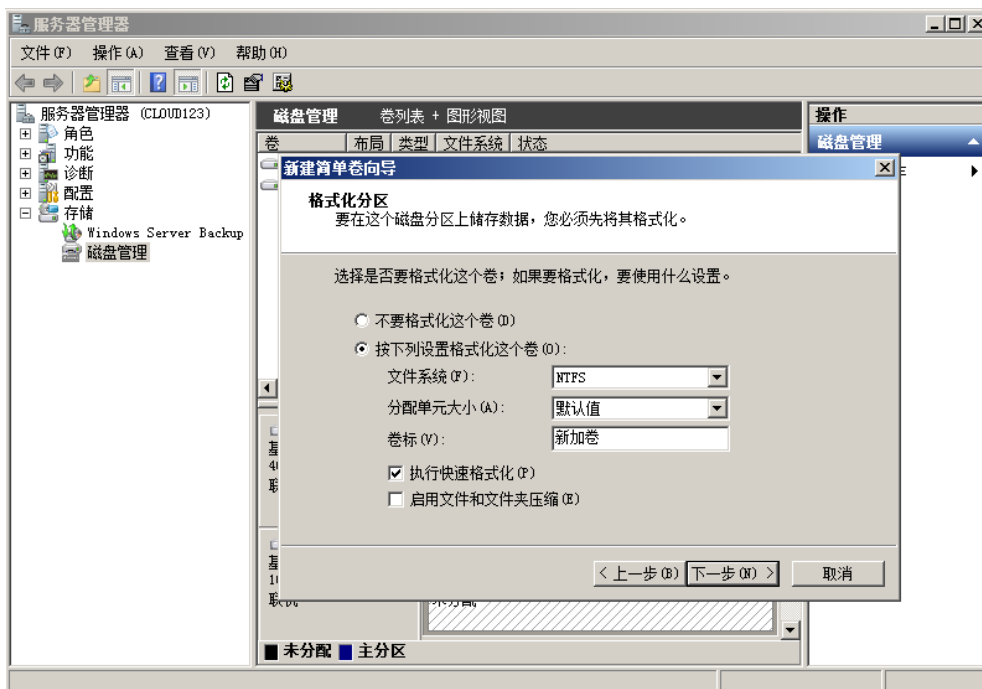 服务器管理器
文件(F) 操作(A) 查看(V) 帮助(H)
服务器管理器 (CLOUD123)
角色
功能
诊断
配置
存储
Windows Server Backup
磁盘管理
磁盘管理 卷列表 + 图形视图
卷 布局 类型 文件系统 状态
新建简单卷向导
格式化分区
要在这个磁盘分区上储存数据，您必须先将其格式化。
选择是否要格式化这个卷；如果要格式化，要使用什么设置。
不要格式化这个卷(D)
按下列设置格式化这个卷(O):
文件系统(F): NTFS
分配单元大小(A): 默认值
卷标(V): 新加卷
执行快速格式化(P)
启用文件和文件夹压缩(E)
< 上一步(B) 下一步(N) > 取消
未分配 主分区
操作
磁盘管理